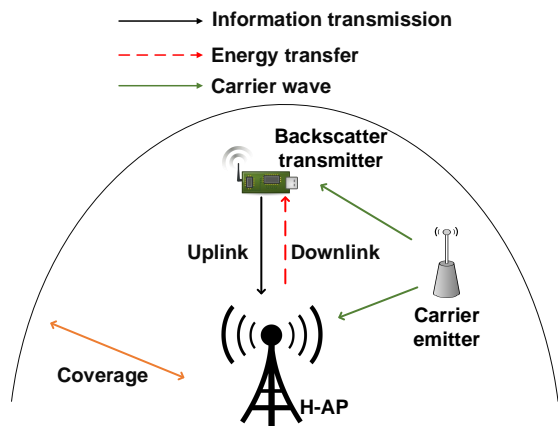 Information transmission
Energy transfer
Carrier wave
Backscatter
transmitter
Uplink
Downlink
Carrier
emitter
Coverage
H-AP